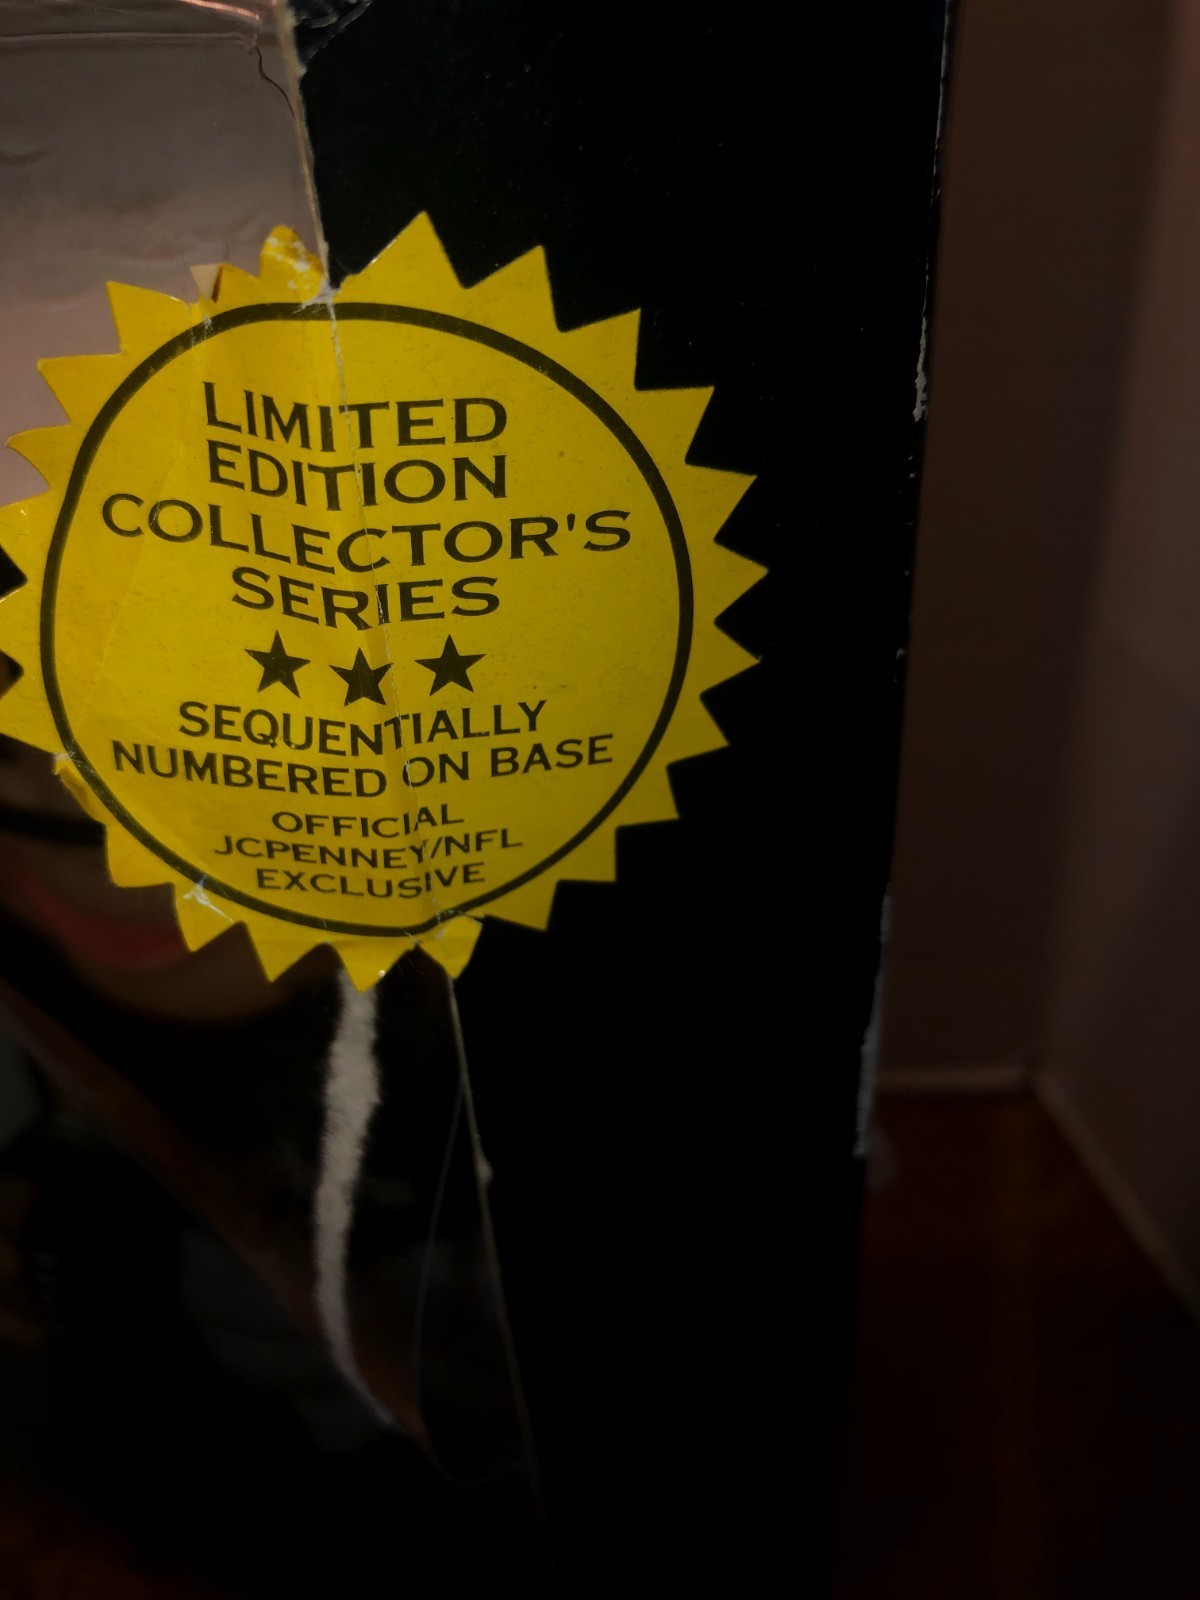 LIMITED
EDITION
COLLECTOR'S
SERIES
SEQUENTIALLY
NUMBERED ON BASE
OFFICIAL
JCPENNEY/NFL
EXCLUSIVE